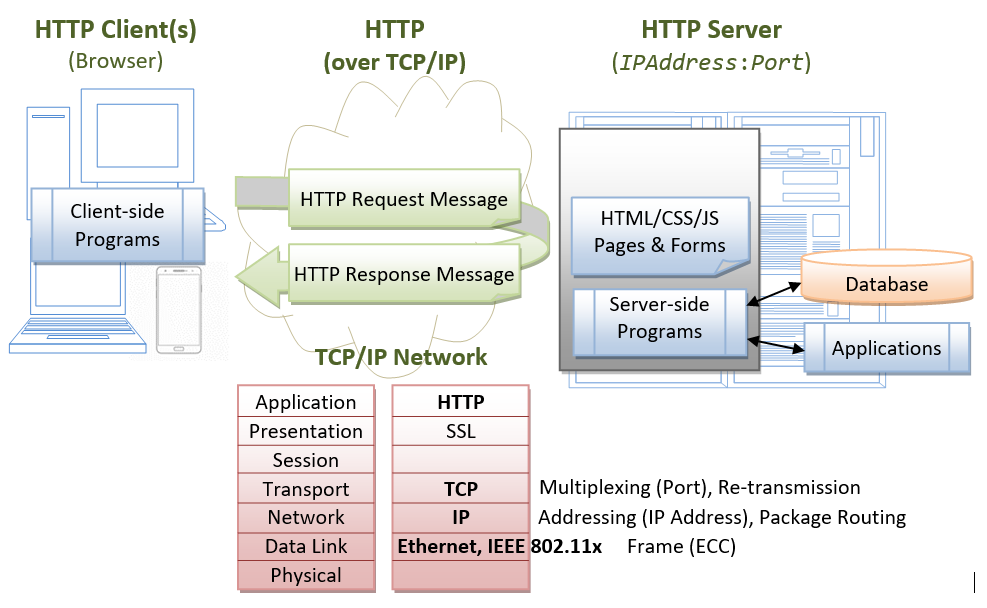 HTTP Client(s)
(Browser)
HTTP
(over TCP/IP)
HTTP Server
(IPAddress:Port)
Client-side
Programs
HTTP Request Message
HTTP Response Message
HTML/CSS/JS
Pages & Forms
Server-side
Programs
Database
Applications
TCP/IP Network
Application HTTP
Presentation SSL
Session
Transport TCP Multiplexing (Port), Re-transmission
Network IP Addressing (IP Address), Package Routing
Data Link Ethernet, IEEE 802.11x Frame (ECC)
Physical